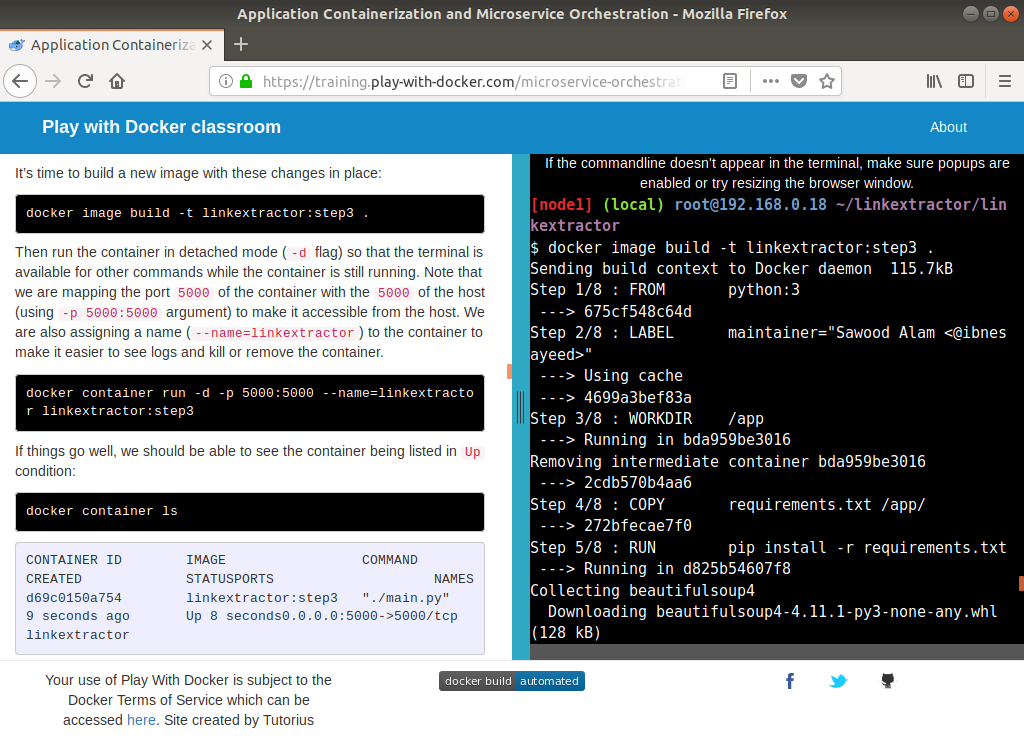 Application Containerization and Microservice Orchestration - Mozilla Firefox
Application Containeriza
https://training.play-with-docker.com/microservice-orchestrati
Play with Docker classroom
About
It's time to build a new image with these changes in place:
docker image build -t linkextractor:step3 .
Then run the container in detached mode ( -d flag) so that the terminal is
available for other commands while the container is still running. Note that
we are mapping the port 5000 of the container with the 5000 of the host
(using -p 5000:5000 argument) to make it accessible from the host. We
are also assigning a name ( --name=linkextractor ) to the container to
make it easier to see logs and kill or remove the container.
docker container run -d -p 5000:5000 --name=linkextracto
r linkextractor:step3
If things go well, we should be able to see the container being listed in Up
condition:
docker container ls
CONTAINER ID        IMAGE                 COMMAND
CREATED             STATUSPORTS                    NAMES
d69c0150a754        linkextractor:step3   "./main.py"
9 seconds ago       Up 8 seconds0.0.0.0:5000->5000/tcp
linkextractor
If the commandline doesn't appear in the terminal, make sure popups are
enabled or try resizing the browser window.
[node1] (local) root@192.168.0.18 ~/linkextractor/lin
kextractor
$ docker image build -t linkextractor:step3 .
Sending build context to Docker daemon  115.7kB
Step 1/8 : FROM       python:3
 ---> 675cf548c64d
Step 2/8 : LABEL      maintainer="Sawood Alam <@ibnes
ayeed>"
 ---> Using cache
 ---> 4699a3bef83a
Step 3/8 : WORKDIR    /app
 ---> Running in bda959be3016
Removing intermediate container bda959be3016
 ---> 2cdb570b4aa6
Step 4/8 : COPY       requirements.txt /app/
 ---> 272bfecae7f0
Step 5/8 : RUN        pip install -r requirements.txt
 ---> Running in d825b54607f8
Collecting beautifulsoup4
  Downloading beautifulsoup4-4.11.1-py3-none-any.whl
(128 kB)
Your use of Play With Docker is subject to the
Docker Terms of Service which can be
accessed here. Site created by Tutorius
docker build automated